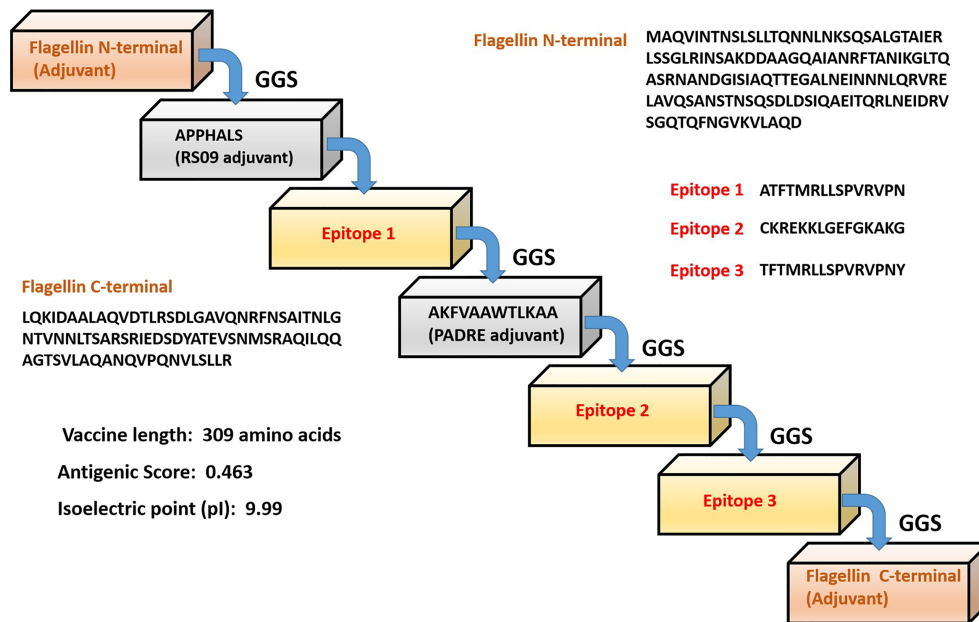 Flagellin N-terminal
(Adjuvant)
GGS
Flagellin N-terminal
MAQVINTNSLSLLTQNNLNKSQSALGTAIER
LSSGLRINSAKDDAAGQAIANRFTANIKGLTQ
ASRNANDGISIAQTTEGALNEINNNLQRVRE
LAVQSANSTNSQSDLDSIQAEITQRLNEIDRV
SGQTQFNGVKVLAQD
APPHALS
(RS09 adjuvant)
Epitope 1 ATFTMRLLSPVRVPN
Epitope 2 CKREKKLGEFGKAKG
Epitope 3 TFTMRLLSPVRVPNY
Epitope 1
GGS
Flagellin C-terminal
LQKIDAALAQVDTLRSDLGAVQNRFNSAITNLG
NTVNNLTSARSRIEDSDYATEVSNMSRAQILQQ
AGTSVLAQANQVPQNVLSLLR
AKFVAAWTLKAA
(PADRE adjuvant)
GGS
Epitope 2
GGS
Vaccine length: 309 amino acids
Antigenic Score: 0.463
Isoelectric point (pI): 9.99
Epitope 3
GGS
Flagellin C-terminal
(Adjuvant)